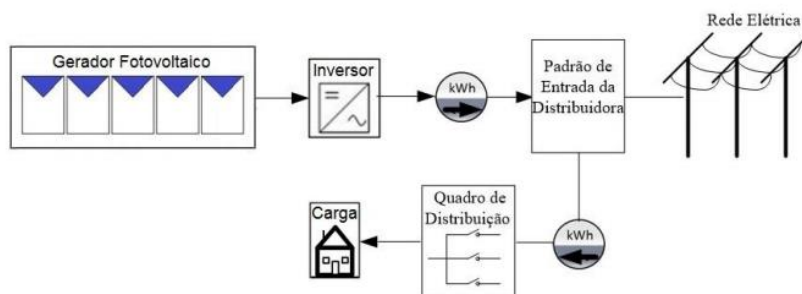 Rede Elétrica
Gerador Fotovoltaico
Inversor
kWh
Padrão de
Entrada da
Distribuidora
Carga
Quadro de
Distribuição
kWh